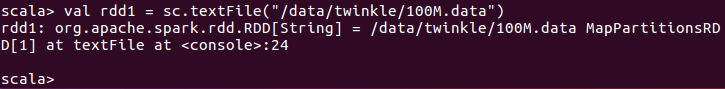 scala> val rdd1 = sc.textFile("/data/twinkle/100M.data")
rdd1: org.apache.spark.rdd.RDD[String] = /data/twinkle/100M.data MapPartitionsRD
D[1] at textFile at <console>:24
scala>